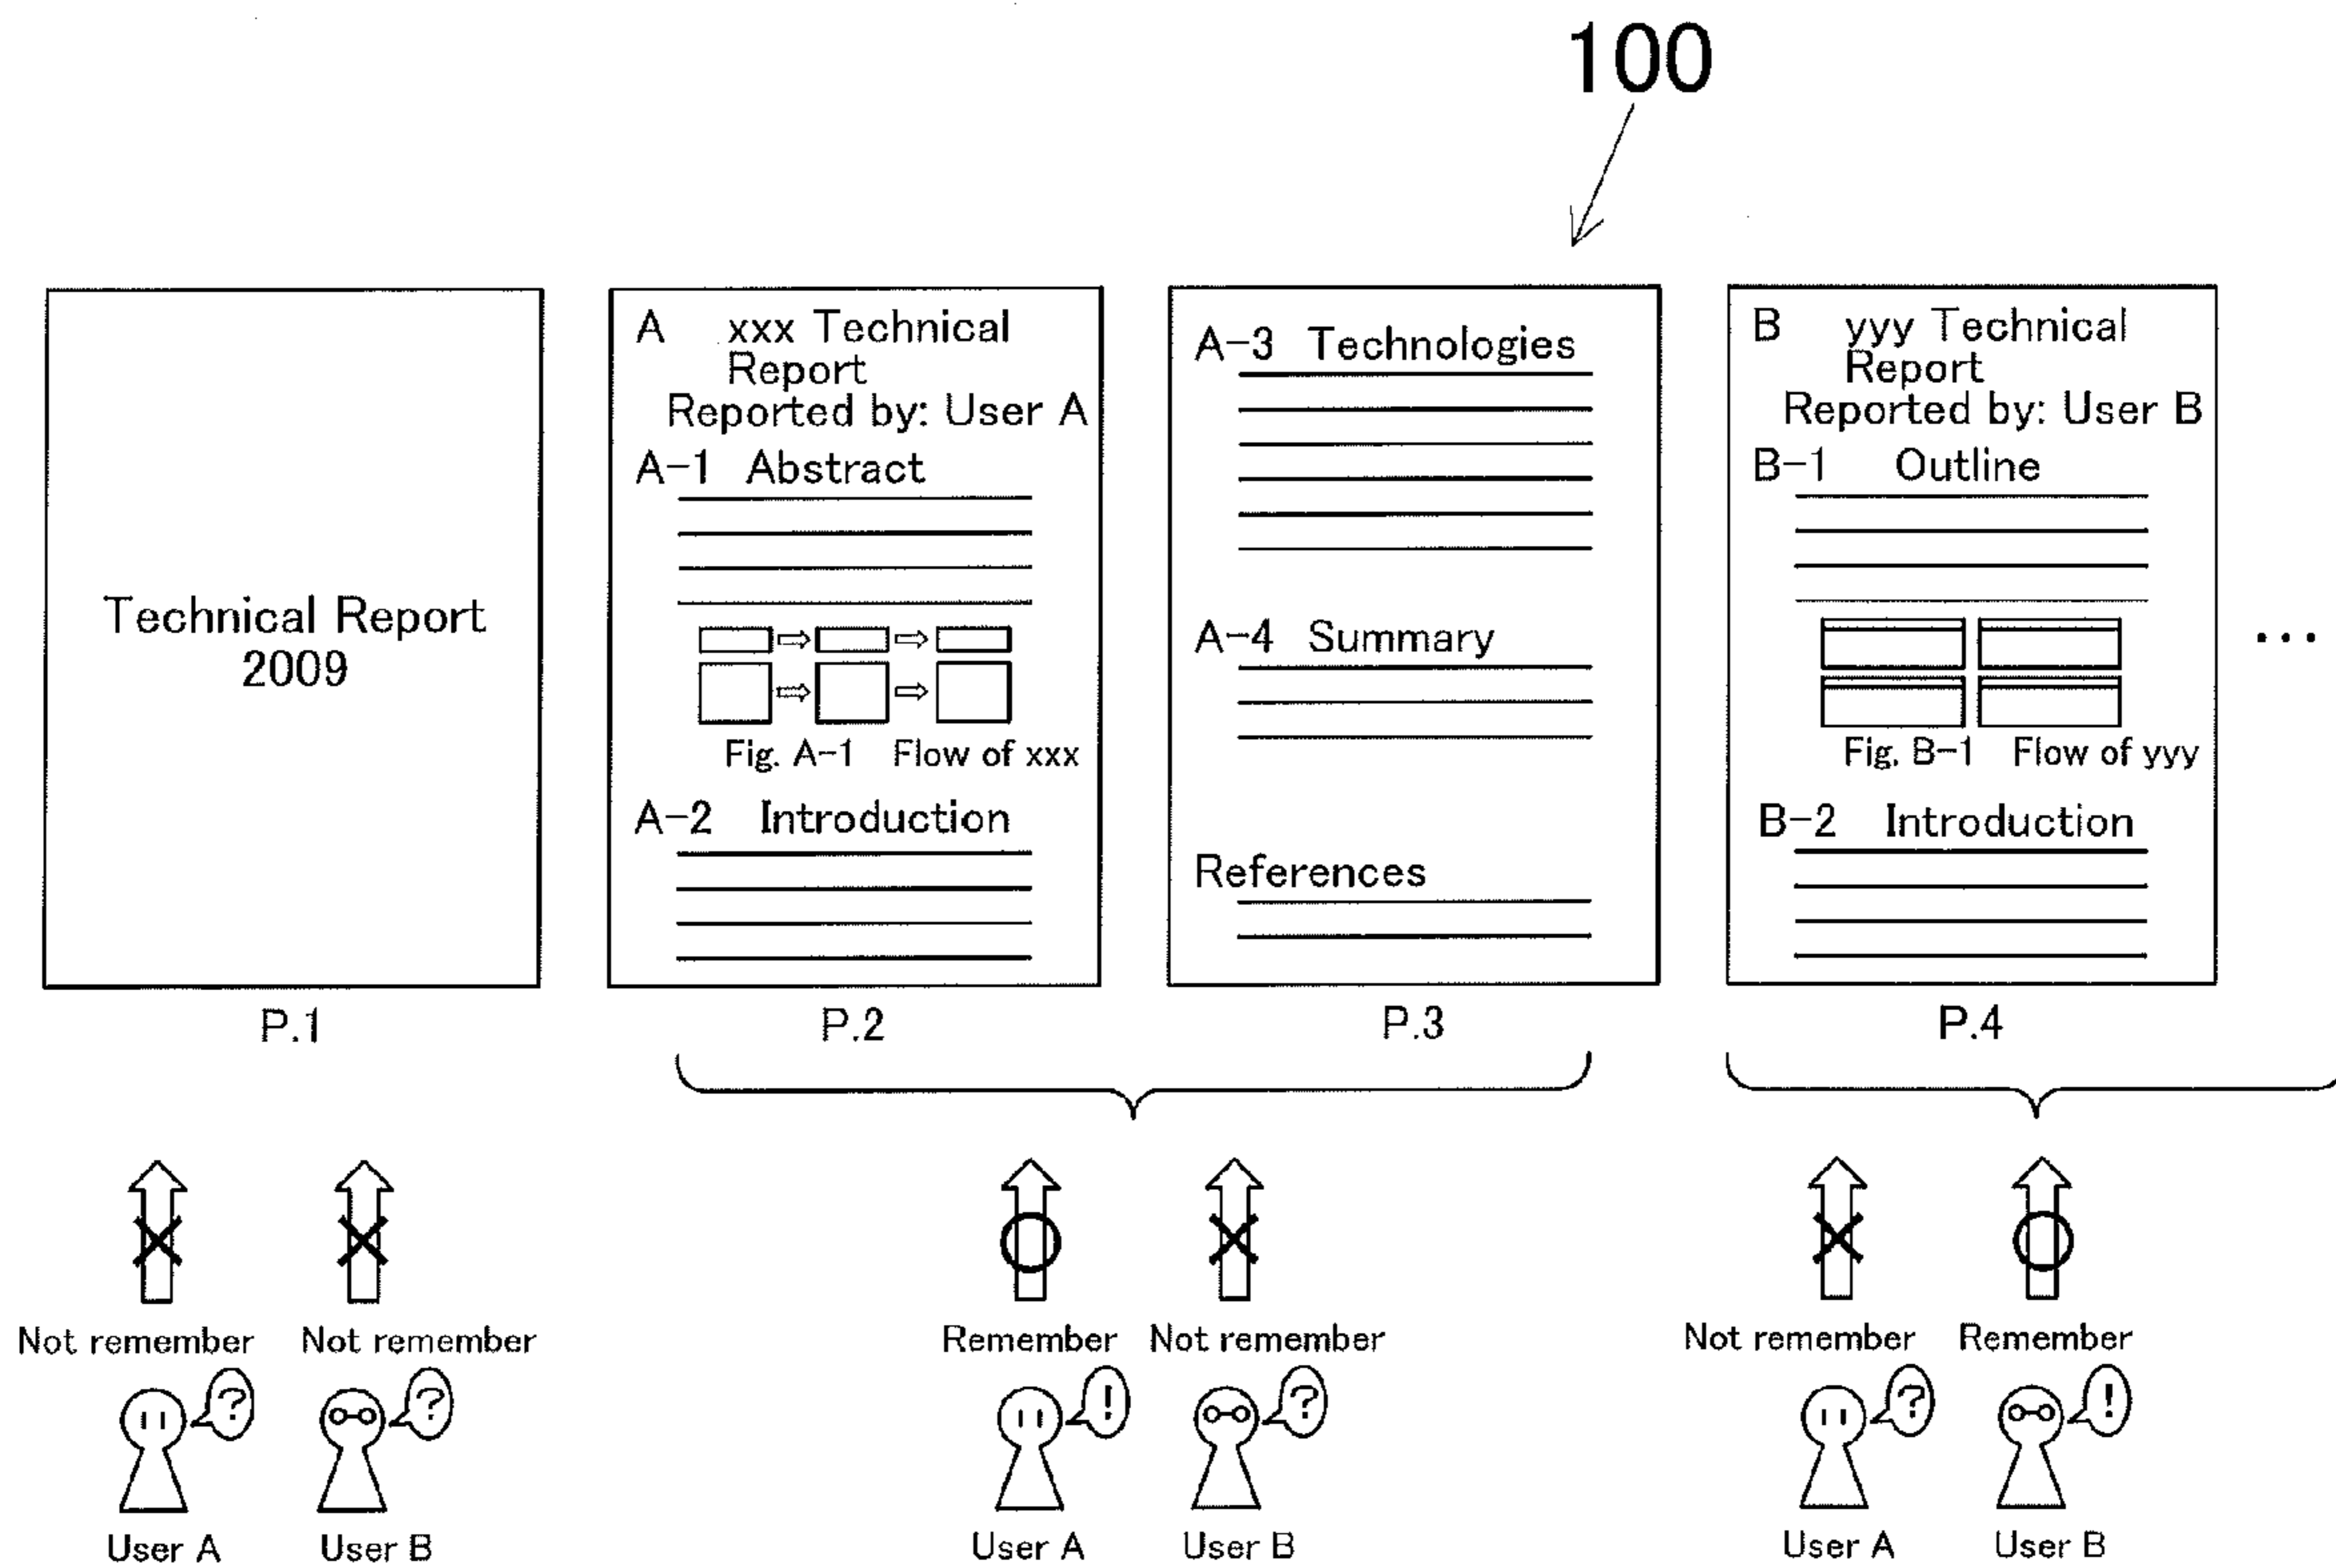 100
Technical Report
2009
P.1
A xxx Technical
Report
Reported by: User A
A-1 Abstract
Fig. A-1 Flow of xxx
A-2 Introduction
P.2
A-3 Technologies
A-4 Summary
References
P.3
B yyy Technical
Report
Reported by: User B
B-1 Outline
Fig. B-1 Flow of yyy
B-2 Introduction
P.4
...
Not remember
?
User A
Not remember
?
User B
Remember
!
User A
Not remember
?
User B
Not remember
?
User A
Remember
!
User B